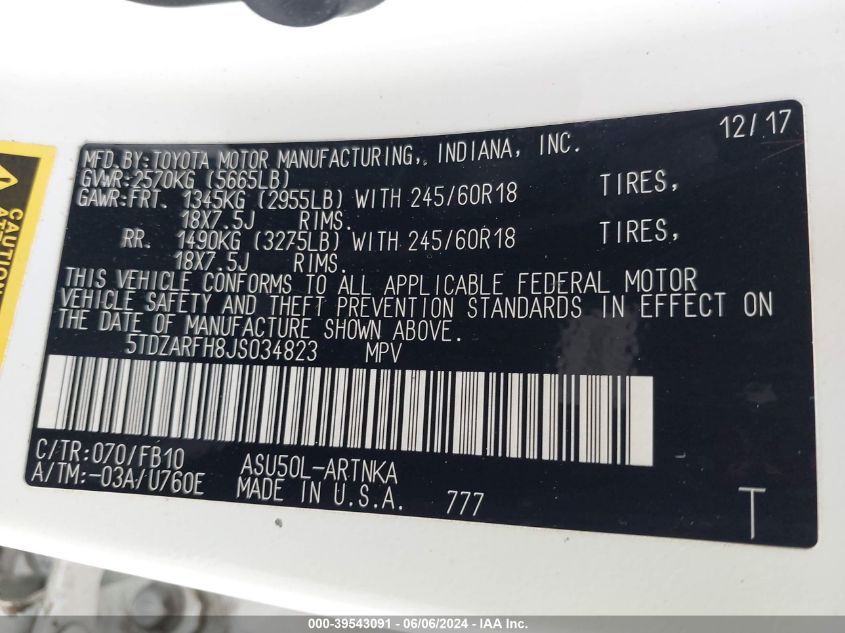 12/17
MFD.BY:TOYOTA MOTOR MANUFACTURING, INDIANA, INC.
GVWR:2570KG (5665LB)
GAWR:FRT. 1345KG (2955LB) WITH 245/60R18 TIRES,
18X7.5J RIMS.
RR. 1490KG (3275LB) WITH 245/60R18 TIRES,
18X7.5J RIMS.
THIS VEHICLE CONFORMS TO ALL APPLICABLE FEDERAL MOTOR
VEHICLE SAFETY AND THEFT PREVENTION STANDARDS IN EFFECT ON
THE DATE OF MANUFACTURE SHOWN ABOVE.
5TDZARFH8JS034823 MPV
C/TR:070/FB10 ASU50L-ARTNKA
A/TM:-03A/U760E MADE IN U.S.A. 777 T
CAUTION
000-39543091 - 06/06/2024 - www.iaai.com